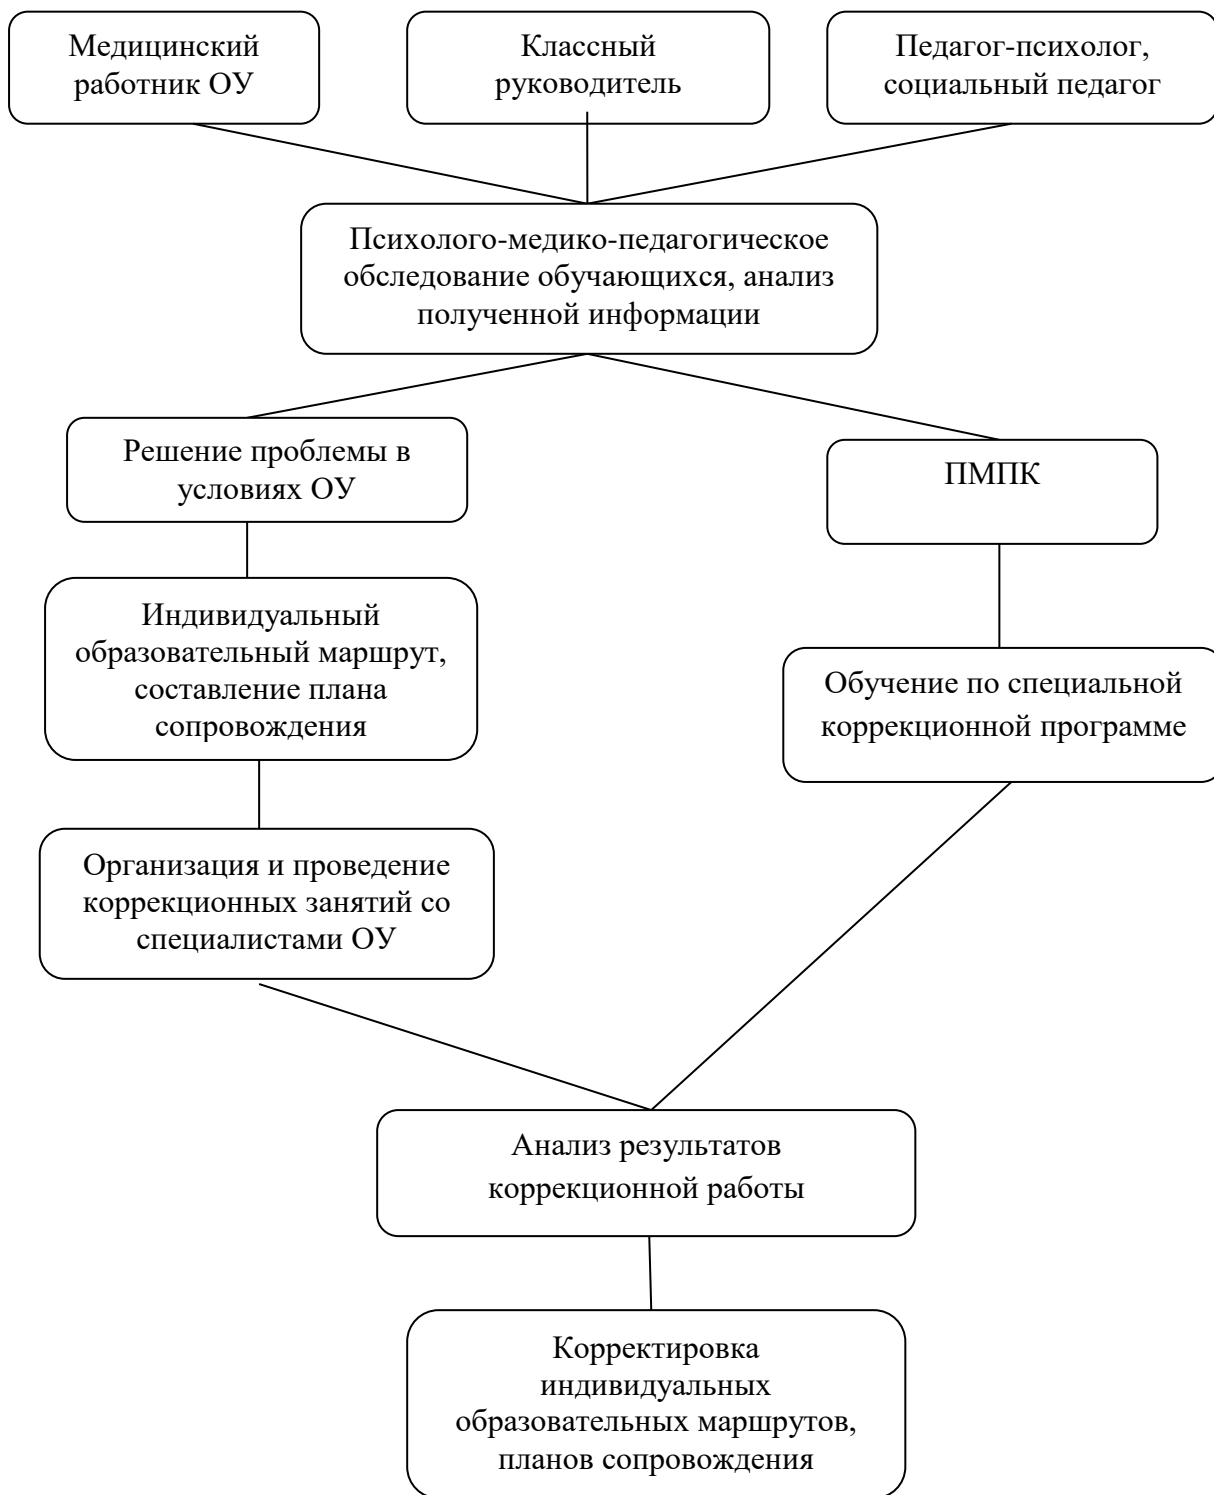 Медицинский
работник ОУ
Классный
руководитель
Педагог-психолог,
социальный педагог
Психолого-медико-педагогическое
обследование обучающихся, анализ
полученной информации
Решение проблемы в
условиях ОУ
ПМПК
Индивидуальный
образовательный маршрут,
составление плана
сопровождения
Обучение по специальной
коррекционной программе
Организация и проведение
коррекционных занятий со
специалистами ОУ
Анализ результатов
коррекционной работы
Корректировка
индивидуальных
образовательных маршрутов,
планов сопровождения